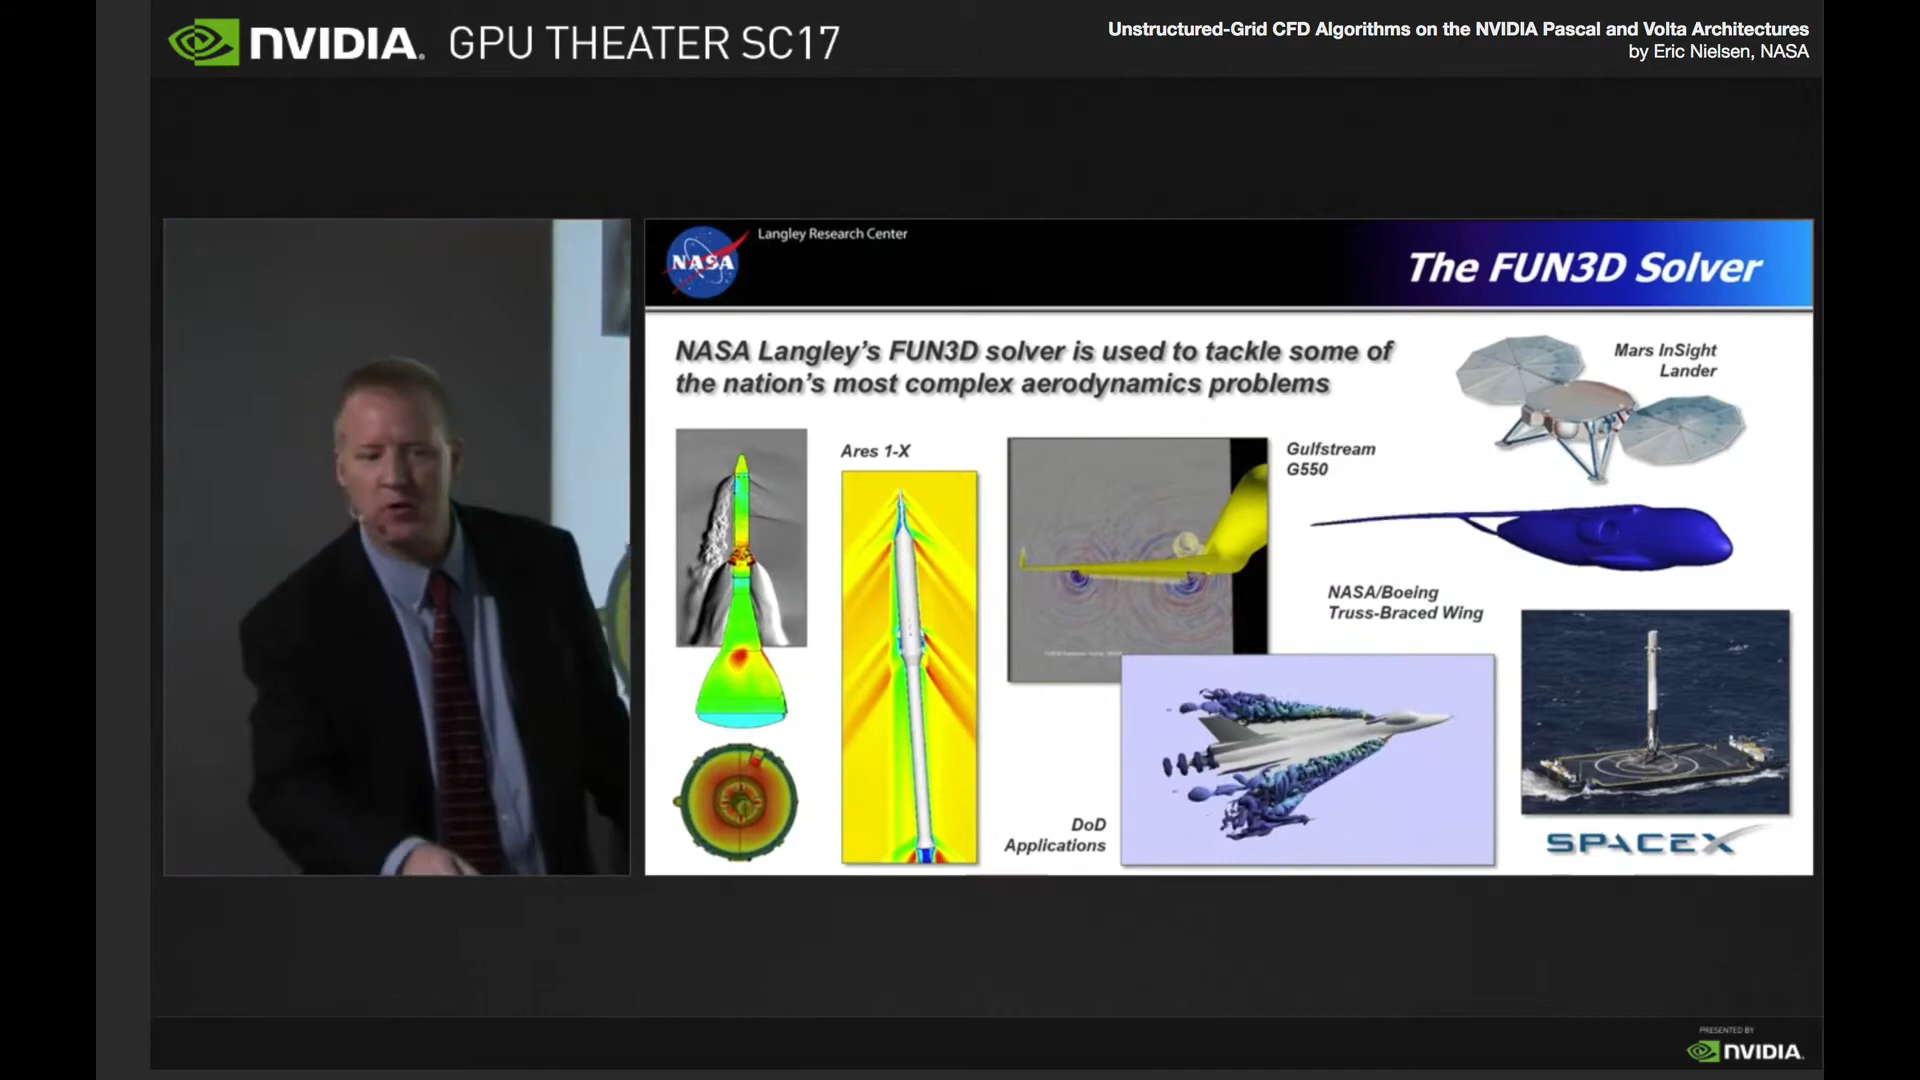 NVIDIA. GPU THEATER SC17
Unstructured-Grid CFD Algorithms on the NVIDIA Pascal and Volta Architectures
by Eric Nielsen, NASA
NASA
Langley Research Center
The FUN3D Solver
NASA Langley's FUN3D solver is used to tackle some of
the nation's most complex aerodynamics problems
Mars InSight
Lander
Ares 1-X
Gulfstream
G550
NASA/Boeing
Truss-Braced Wing
DoD
Applications
SPACEX
PRESENTED BY
NVIDIA.